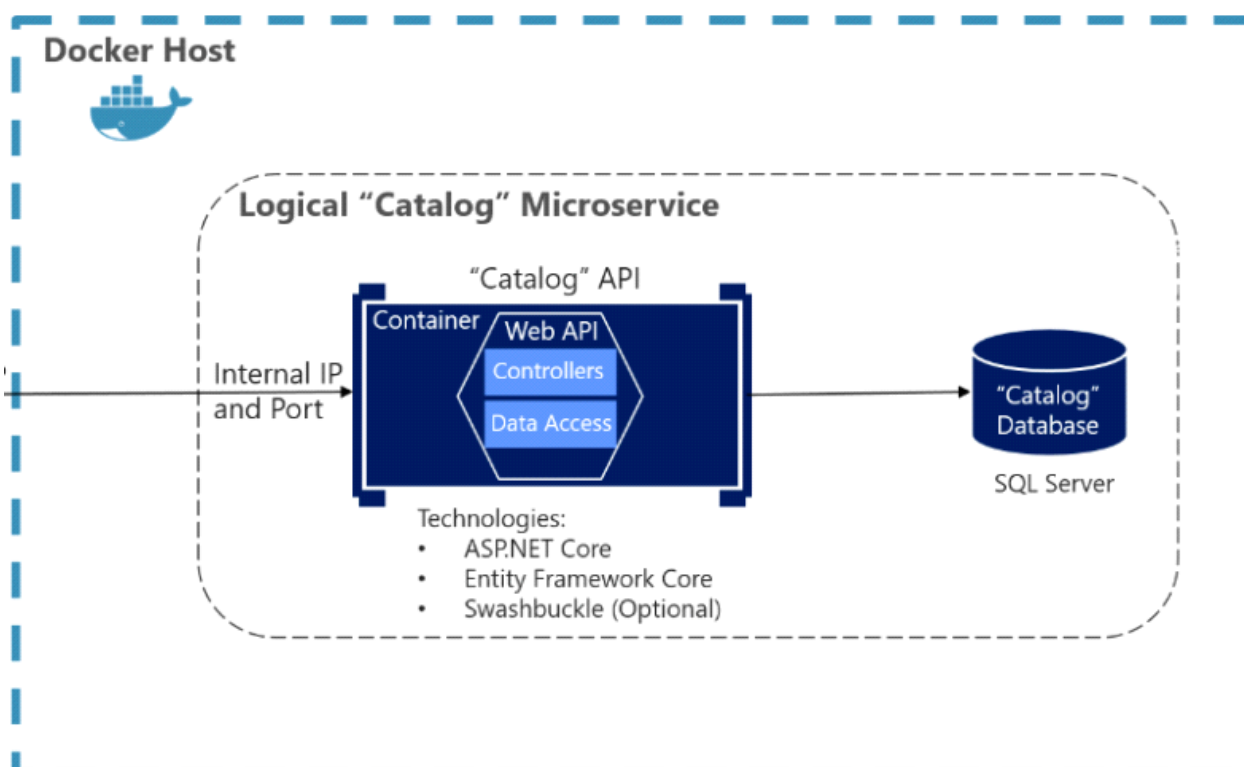 Docker Host
Logical “Catalog” Microservice
“Catalog” API
Container
Web API
Controllers
Data Access
Internal IP
and Port
“Catalog”
Database
SQL Server
Technologies:
• ASP.NET Core
• Entity Framework Core
• Swashbuckle (Optional)